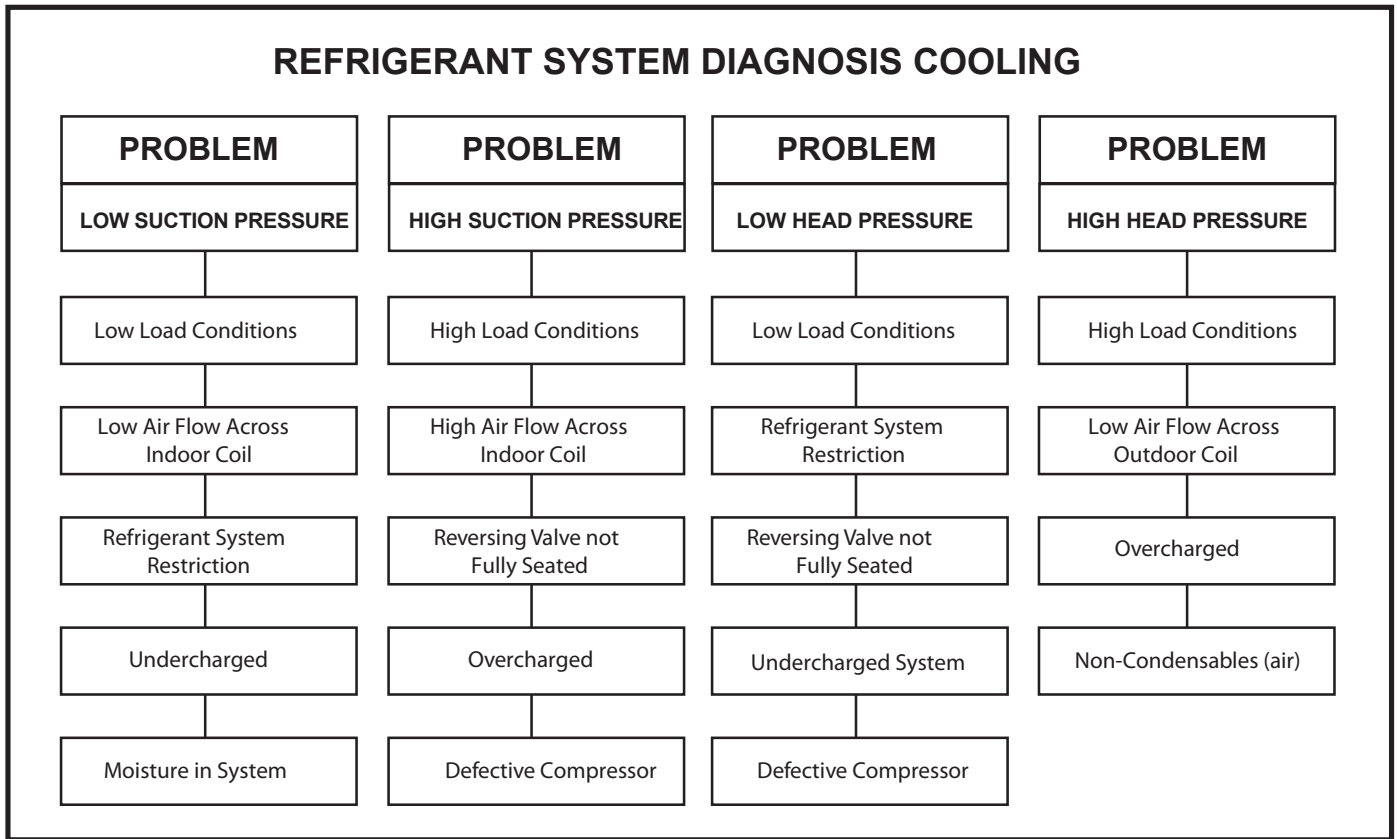 REFRIGERANT SYSTEM DIAGNOSIS COOLING
PROBLEM
LOW SUCTION PRESSURE
Low Load Conditions
Low Air Flow Across
Indoor Coil
Refrigerant System
Restriction
Undercharged
Moisture in System
PROBLEM
HIGH SUCTION PRESSURE
High Load Conditions
High Air Flow Across
Indoor Coil
Reversing Valve not
Fully Seated
Overcharged
Defective Compressor
PROBLEM
LOW HEAD PRESSURE
Low Load Conditions
Refrigerant System
Restriction
Reversing Valve not
Fully Seated
Undercharged System
Defective Compressor
PROBLEM
HIGH HEAD PRESSURE
High Load Conditions
Low Air Flow Across
Outdoor Coil
Overcharged
Non-Condensables (air)